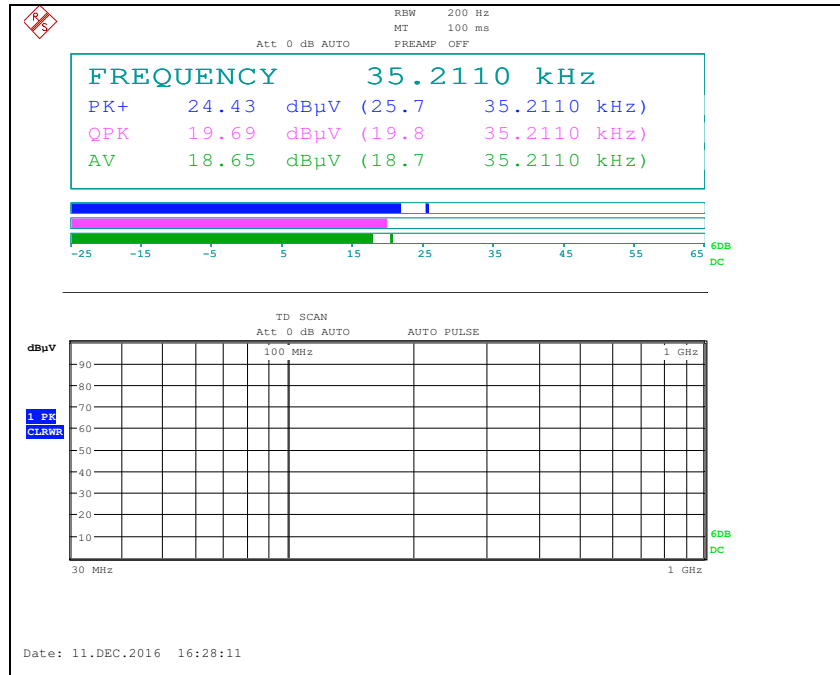 R S
RBW 200 Hz
MT 100 ms
Att 0 dB AUTO PREAMP OFF
FREQUENCY 35.2110 kHz
PK+ 24.43 dBµV (25.7 35.2110 kHz)
QPK 19.69 dBµV (19.8 35.2110 kHz)
AV 18.65 dBµV (18.7 35.2110 kHz)
-25 -15 -5 5 15 25 35 45 55 65
6DB
DC
TD SCAN
Att 0 dB AUTO AUTO PULSE
dBµV
100 MHz 1 GHz
90
80
70
1 PK
CLRWR
60
50
40
30
20
10
6DB
DC
30 MHz 1 GHz
Date: 11.DEC.2016 16:28:11